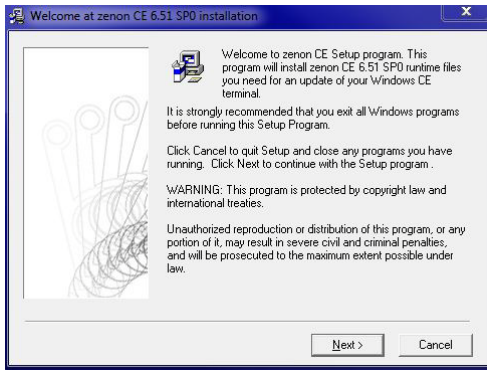 Welcome at zenon CE 6.51 SP0 installation
Welcome to zenon CE Setup program. This
program will install zenon CE 6.51 SP0 runtime files
you need for an update of your Windows CE
terminal.
It is strongly recommended that you exit all Windows programs
before running this Setup Program.
Click Cancel to quit Setup and close any programs you have
running. Click Next to continue with the Setup program .
WARNING: This program is protected by copyright law and
international treaties.
Unauthorized reproduction or distribution of this program, or any
portion of it, may result in severe civil and criminal penalties,
and will be prosecuted to the maximum extent possible under
law.
Next > Cancel